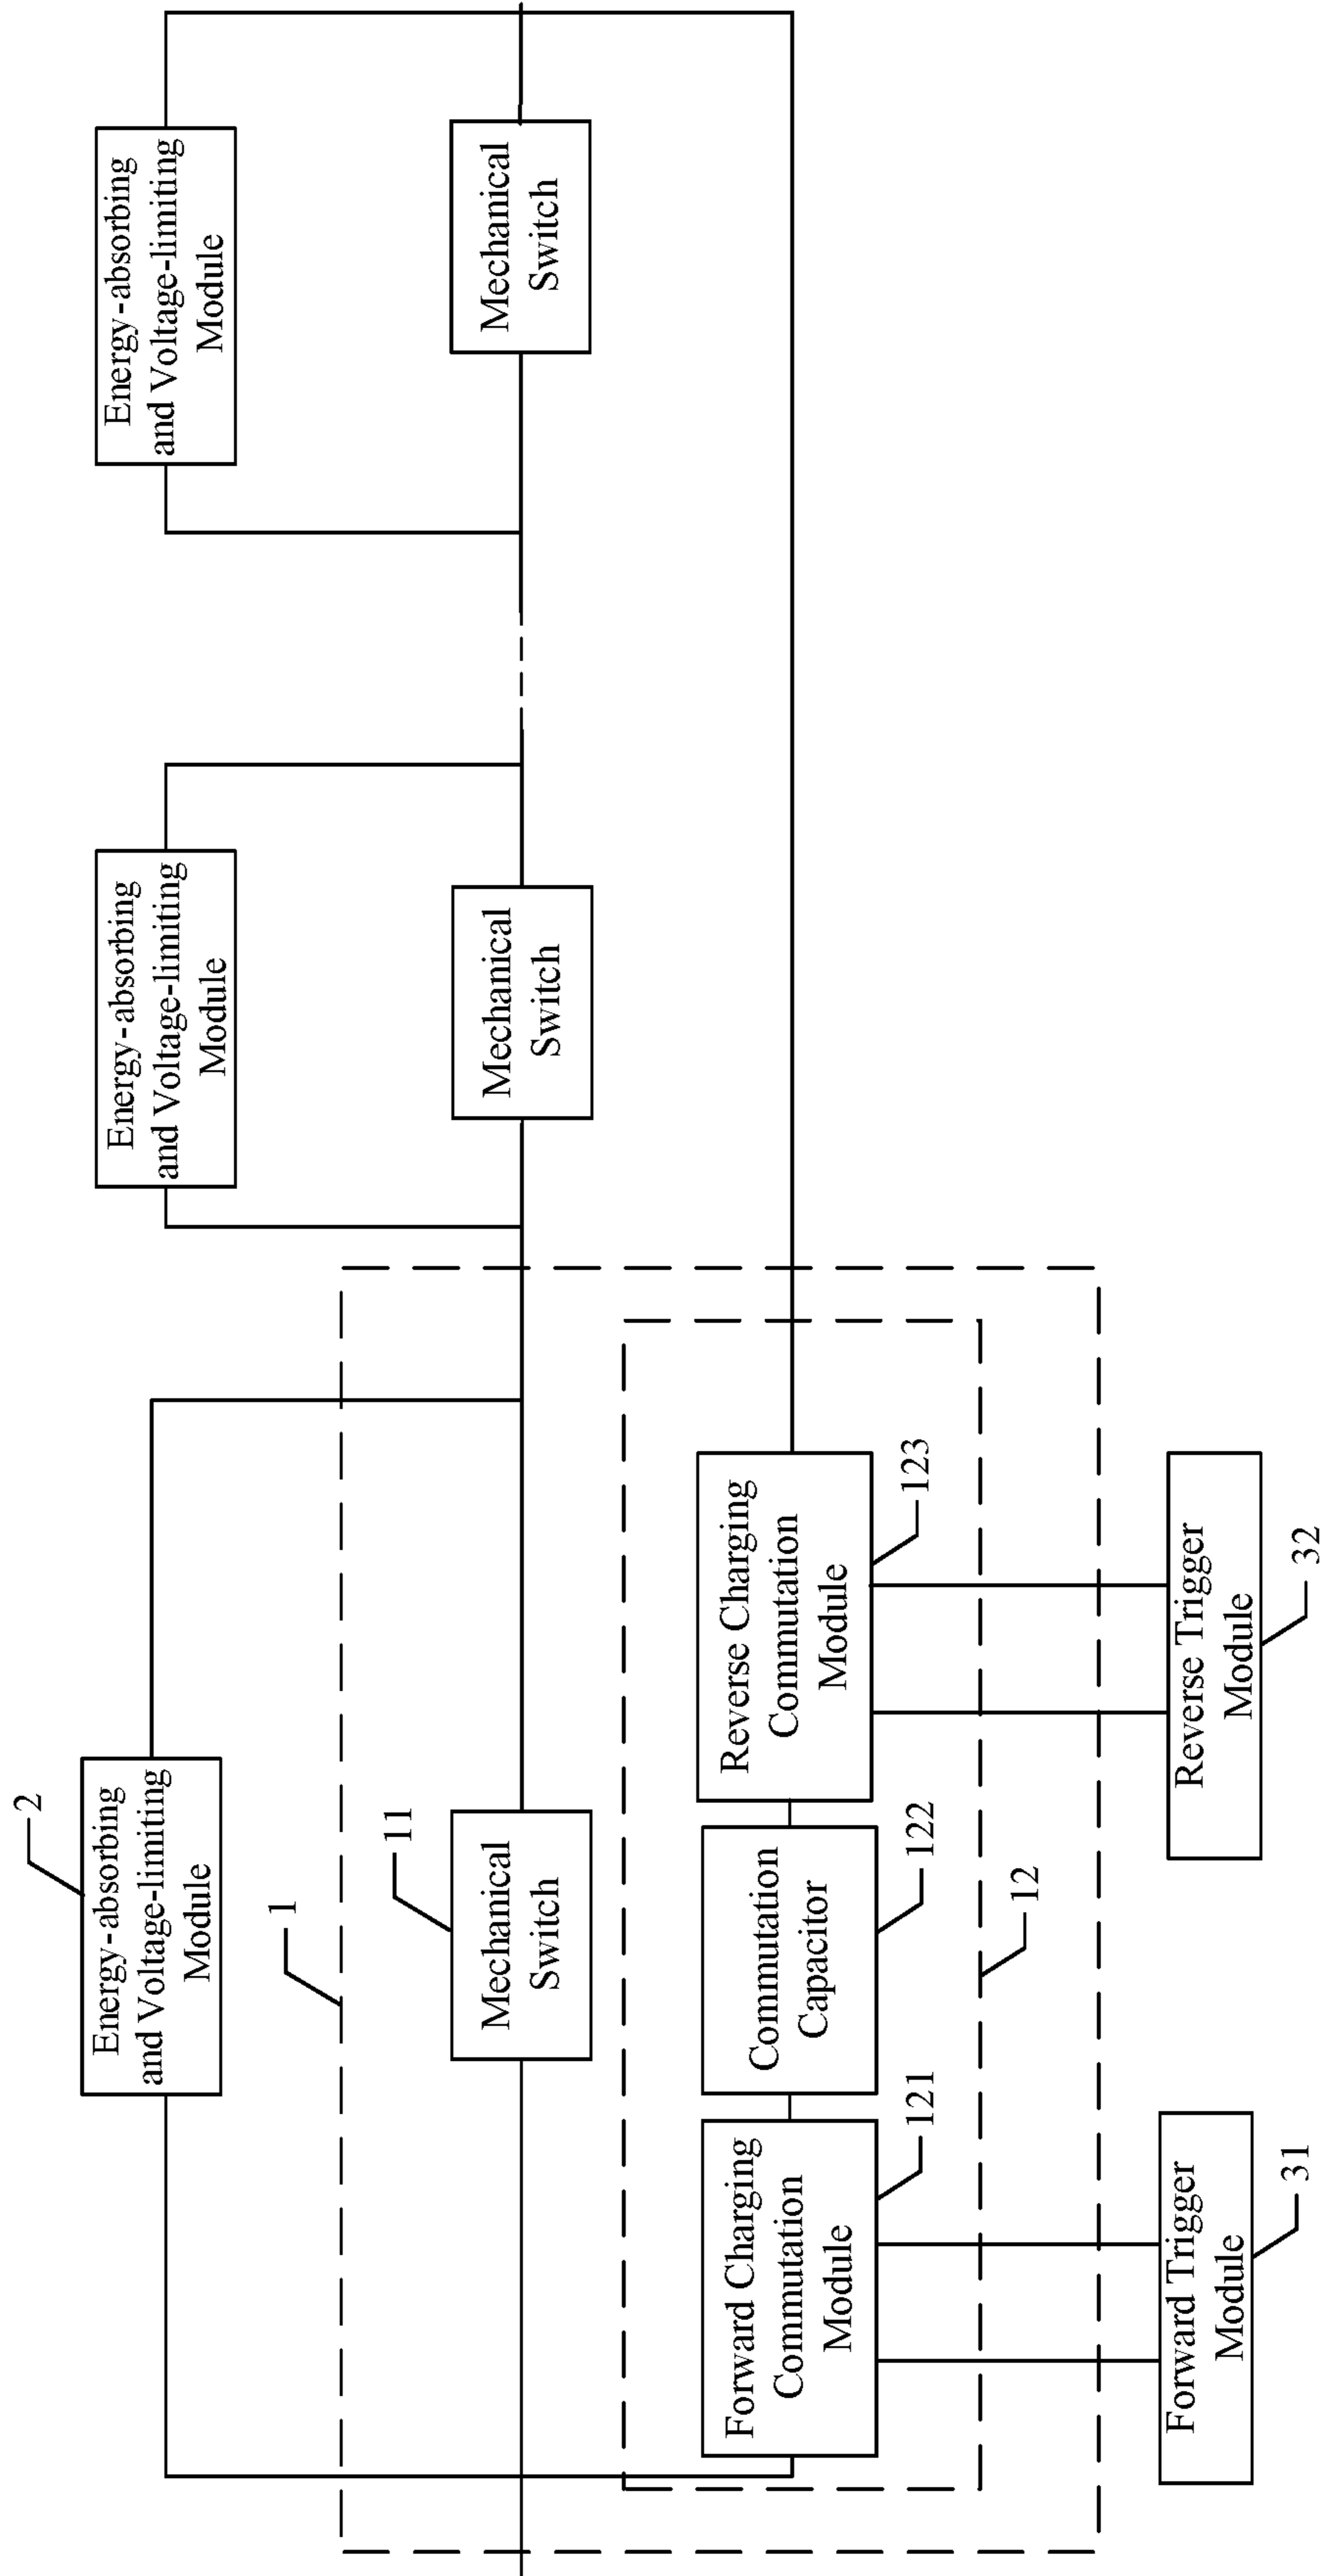 2
Energy-absorbing
and Voltage-limiting
Module
Energy-absorbing
and Voltage-limiting
Module
Energy-absorbing
and Voltage-limiting
Module
1
11
Mechanical
Switch
Mechanical
Switch
Mechanical
Switch
Forward Charging
Commutation
Module
121
Commutation
Capacitor
122
Reverse Charging
Commutation
Module
123
12
Forward Trigger
Module
31
Reverse Trigger
Module
32